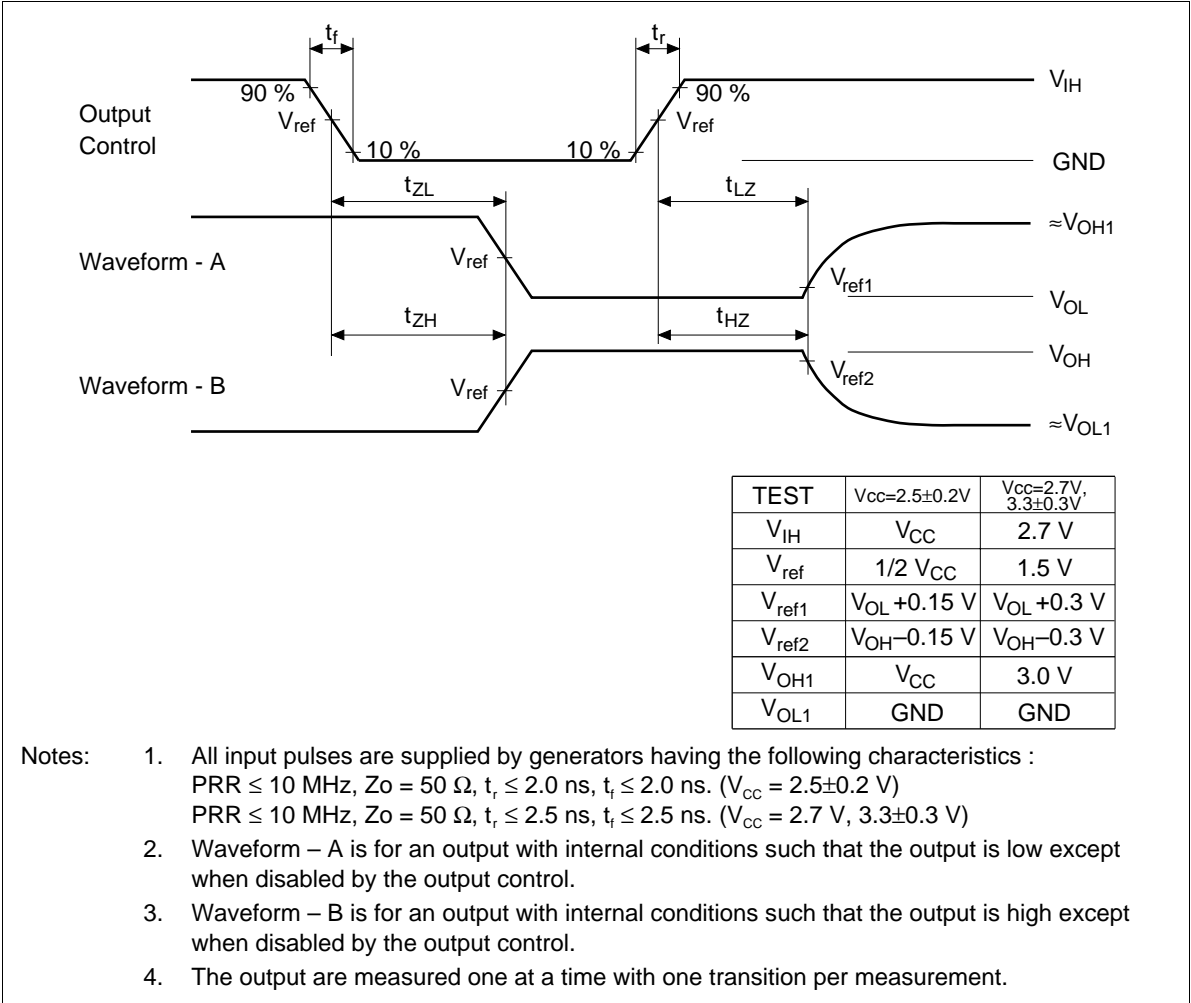 tf tr
VIH
90 % 90 %
Output Control
Vref Vref
10 % 10 %
GND
tZL tLZ
≈VOH1
Waveform - A
Vref
Vref1
VOL
tZH tHZ
VOH
Waveform - B
Vref
Vref2
≈VOL1
TEST Vcc=2.5±0.2V Vcc=2.7V, 3.3±0.3V
VIH VCC 2.7 V
Vref 1/2 VCC 1.5 V
Vref1 VOL +0.15 V VOL +0.3 V
Vref2 VOH–0.15 V VOH–0.3 V
VOH1 VCC 3.0 V
VOL1 GND GND
Notes: 1. All input pulses are supplied by generators having the following characteristics :
PRR ≤ 10 MHz, Zo = 50 Ω, tr ≤ 2.0 ns, tf ≤ 2.0 ns. (VCC = 2.5±0.2 V)
PRR ≤ 10 MHz, Zo = 50 Ω, tr ≤ 2.5 ns, tf ≤ 2.5 ns. (VCC = 2.7 V, 3.3±0.3 V)
2. Waveform – A is for an output with internal conditions such that the output is low except
when disabled by the output control.
3. Waveform – B is for an output with internal conditions such that the output is high except
when disabled by the output control.
4. The output are measured one at a time with one transition per measurement.